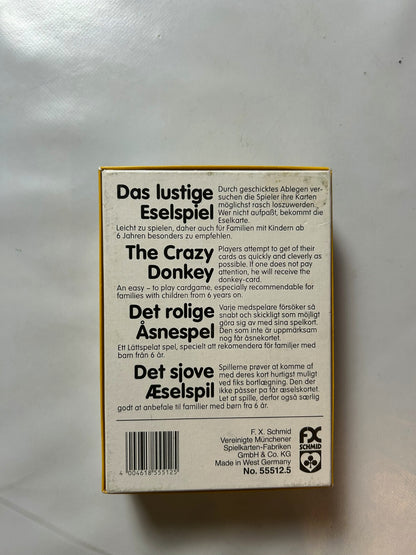 Das lustige
Eselspiel
Durch geschicktes Ablegen ver-
suchen die Spieler ihre Karten
möglichst rasch loszuwerden.
Wer nicht aufpaßt, bekommt die
Eselkarte.
Leicht zu spielen, daher auch für Familien mit Kindern ab
6 Jahren besonders zu empfehlen.
The Crazy
Donkey
Players attempt to get of their
cards as quickly and cleverly as
possible. If one does not pay
attention, he will receive the
donkey-card.
An easy – to play cardgame, especially recommendable for
families with children from 6 years on.
Det rolige
Åsnespel
Varje medspelare försöker så
snabt och skickligt som möjligt
göra sig av med sina spelkort.
Den som inte är uppmärksam
nog får åsnekortet.
Ett Lättspelat spel, specielt att rekomendera för familjer med
barn från 6 år.
Det sjove
Æselspil
Spillerne prøver at komme af
med deres kort hurtigst muligt
ved fiks bortlægning. Den der
ikke pässer på får æselskortet.
Let at spille, derfor også særlig
godt at anbefale til familier med børn fra 6 år.
4 004618 555125
F. X. Schmid
Vereinigte Münchener
Spielkarten-Fabriken
GmbH & Co. KG
Made in West Germany
No. 55512.5
FX
SCHMID